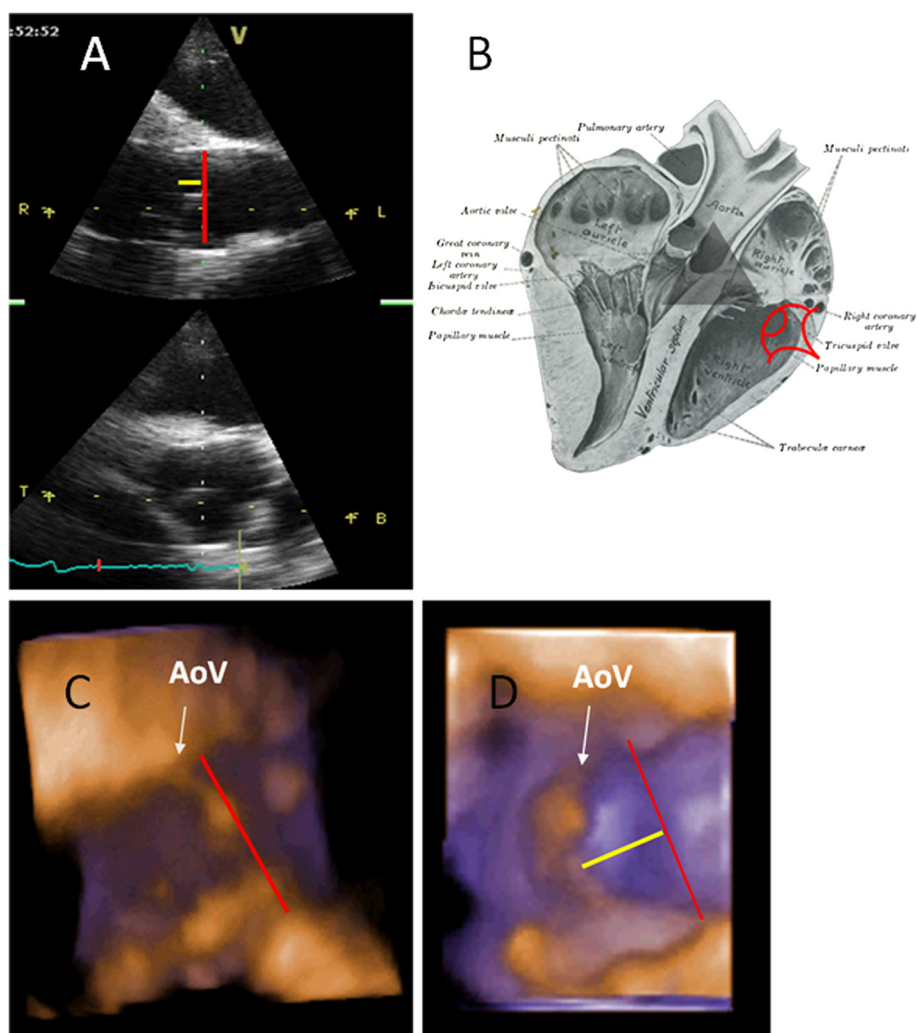 :52:52
V
A
R
L
T
B
B
Pulmonary artery
Musculi pectinati
Musculi pectinati
Aortic valve
Aorta
Left auricle
Great coronary vein
Right auricle
Left coronary artery
Right coronary artery
Chordæ tendineæ
Tricuspid valve
Papillary muscle
Papillary muscle
Left ventricle
Ventricular septum
Right ventricle
Trabeculæ carneæ
C
AoV
D
AoV